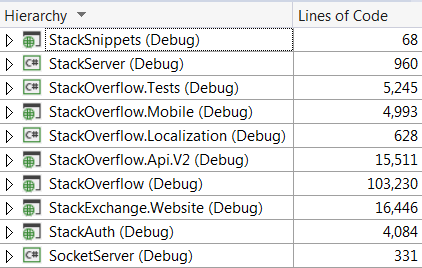 Hierarchy Lines of Code
StackSnippets (Debug) 68
C# StackServer (Debug) 960
C# StackOverflow.Tests (Debug) 5,245
StackOverflow.Mobile (Debug) 4,993
C# StackOverflow.Localization (Debug) 628
StackOverflow.Api.V2 (Debug) 15,511
StackOverflow (Debug) 103,230
StackExchange.Website (Debug) 16,446
StackAuth (Debug) 4,084
C# SocketServer (Debug) 331